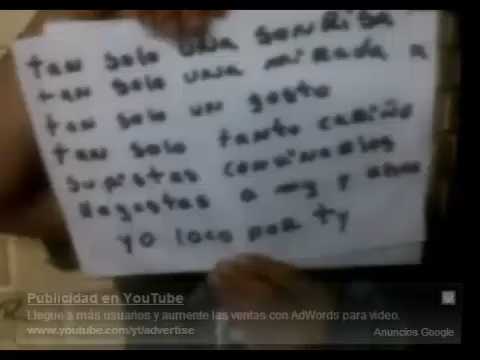 tan solo una sonrisa
tan solo una mirada
tan solo un gesto
tan solo tanto cariño
supistes convinarlos
llegastes a my y ahora
yo loco por ty
Publicidad en YouTube
Llegue a más usuarios y aumente las ventas con AdWords para video.
www.youtube.com/yt/advertise
Anuncios Google